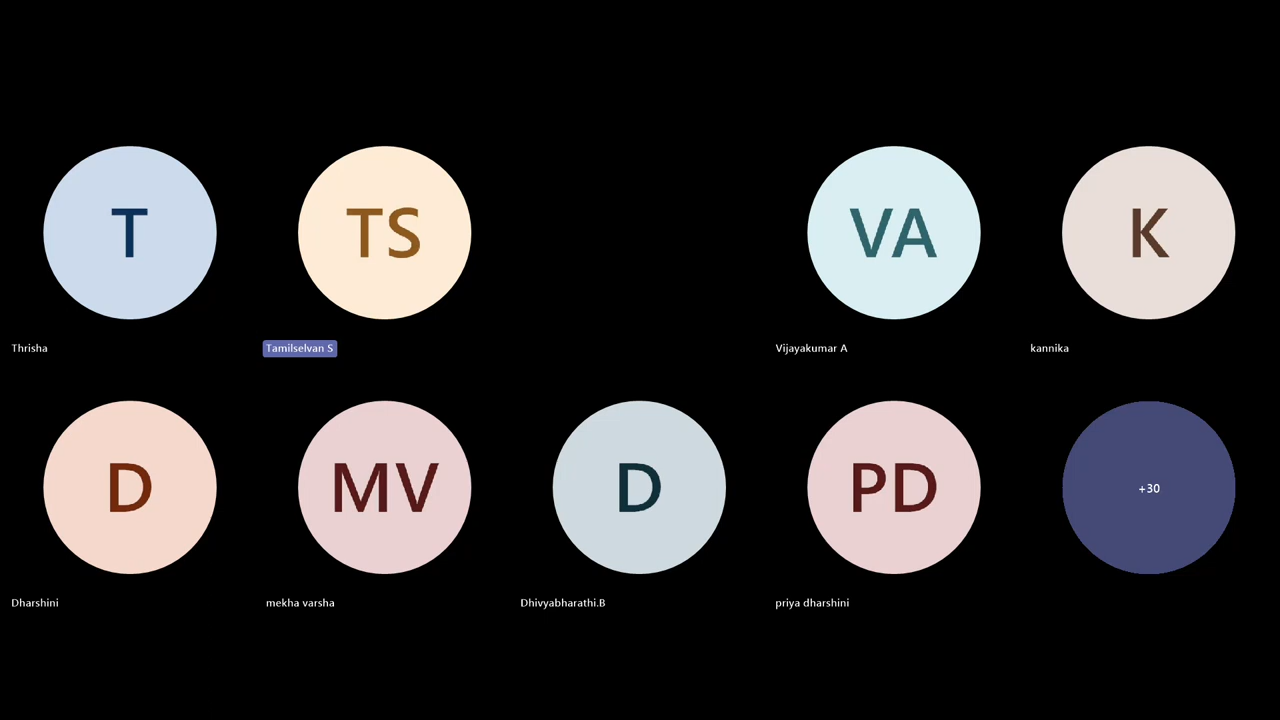 T
TS
VA
K
Thrisha
Tamilselvan S
Vijayakumar A
kannika
D
MV
D
PD
+30
Dharshini
mekha varsha
Dhivyabharathi.B
priya dharshini